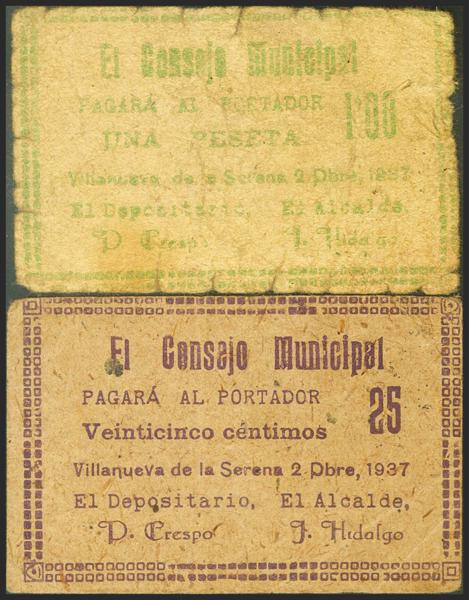 El Consejo Municipal
PAGARÁ AL PORTADOR
UNA PESETA
1'00
Villanueva de la Serena 2 Dbre, 1937
El Depositario, El Alcalde,
D. Crespo J. Hidalgo
El Consejo Municipal
PAGARÁ AL PORTADOR
Veinticinco céntimos
25
Villanueva de la Serena 2 Dbre, 1937
El Depositario, El Alcalde,
D. Crespo J. Hidalgo